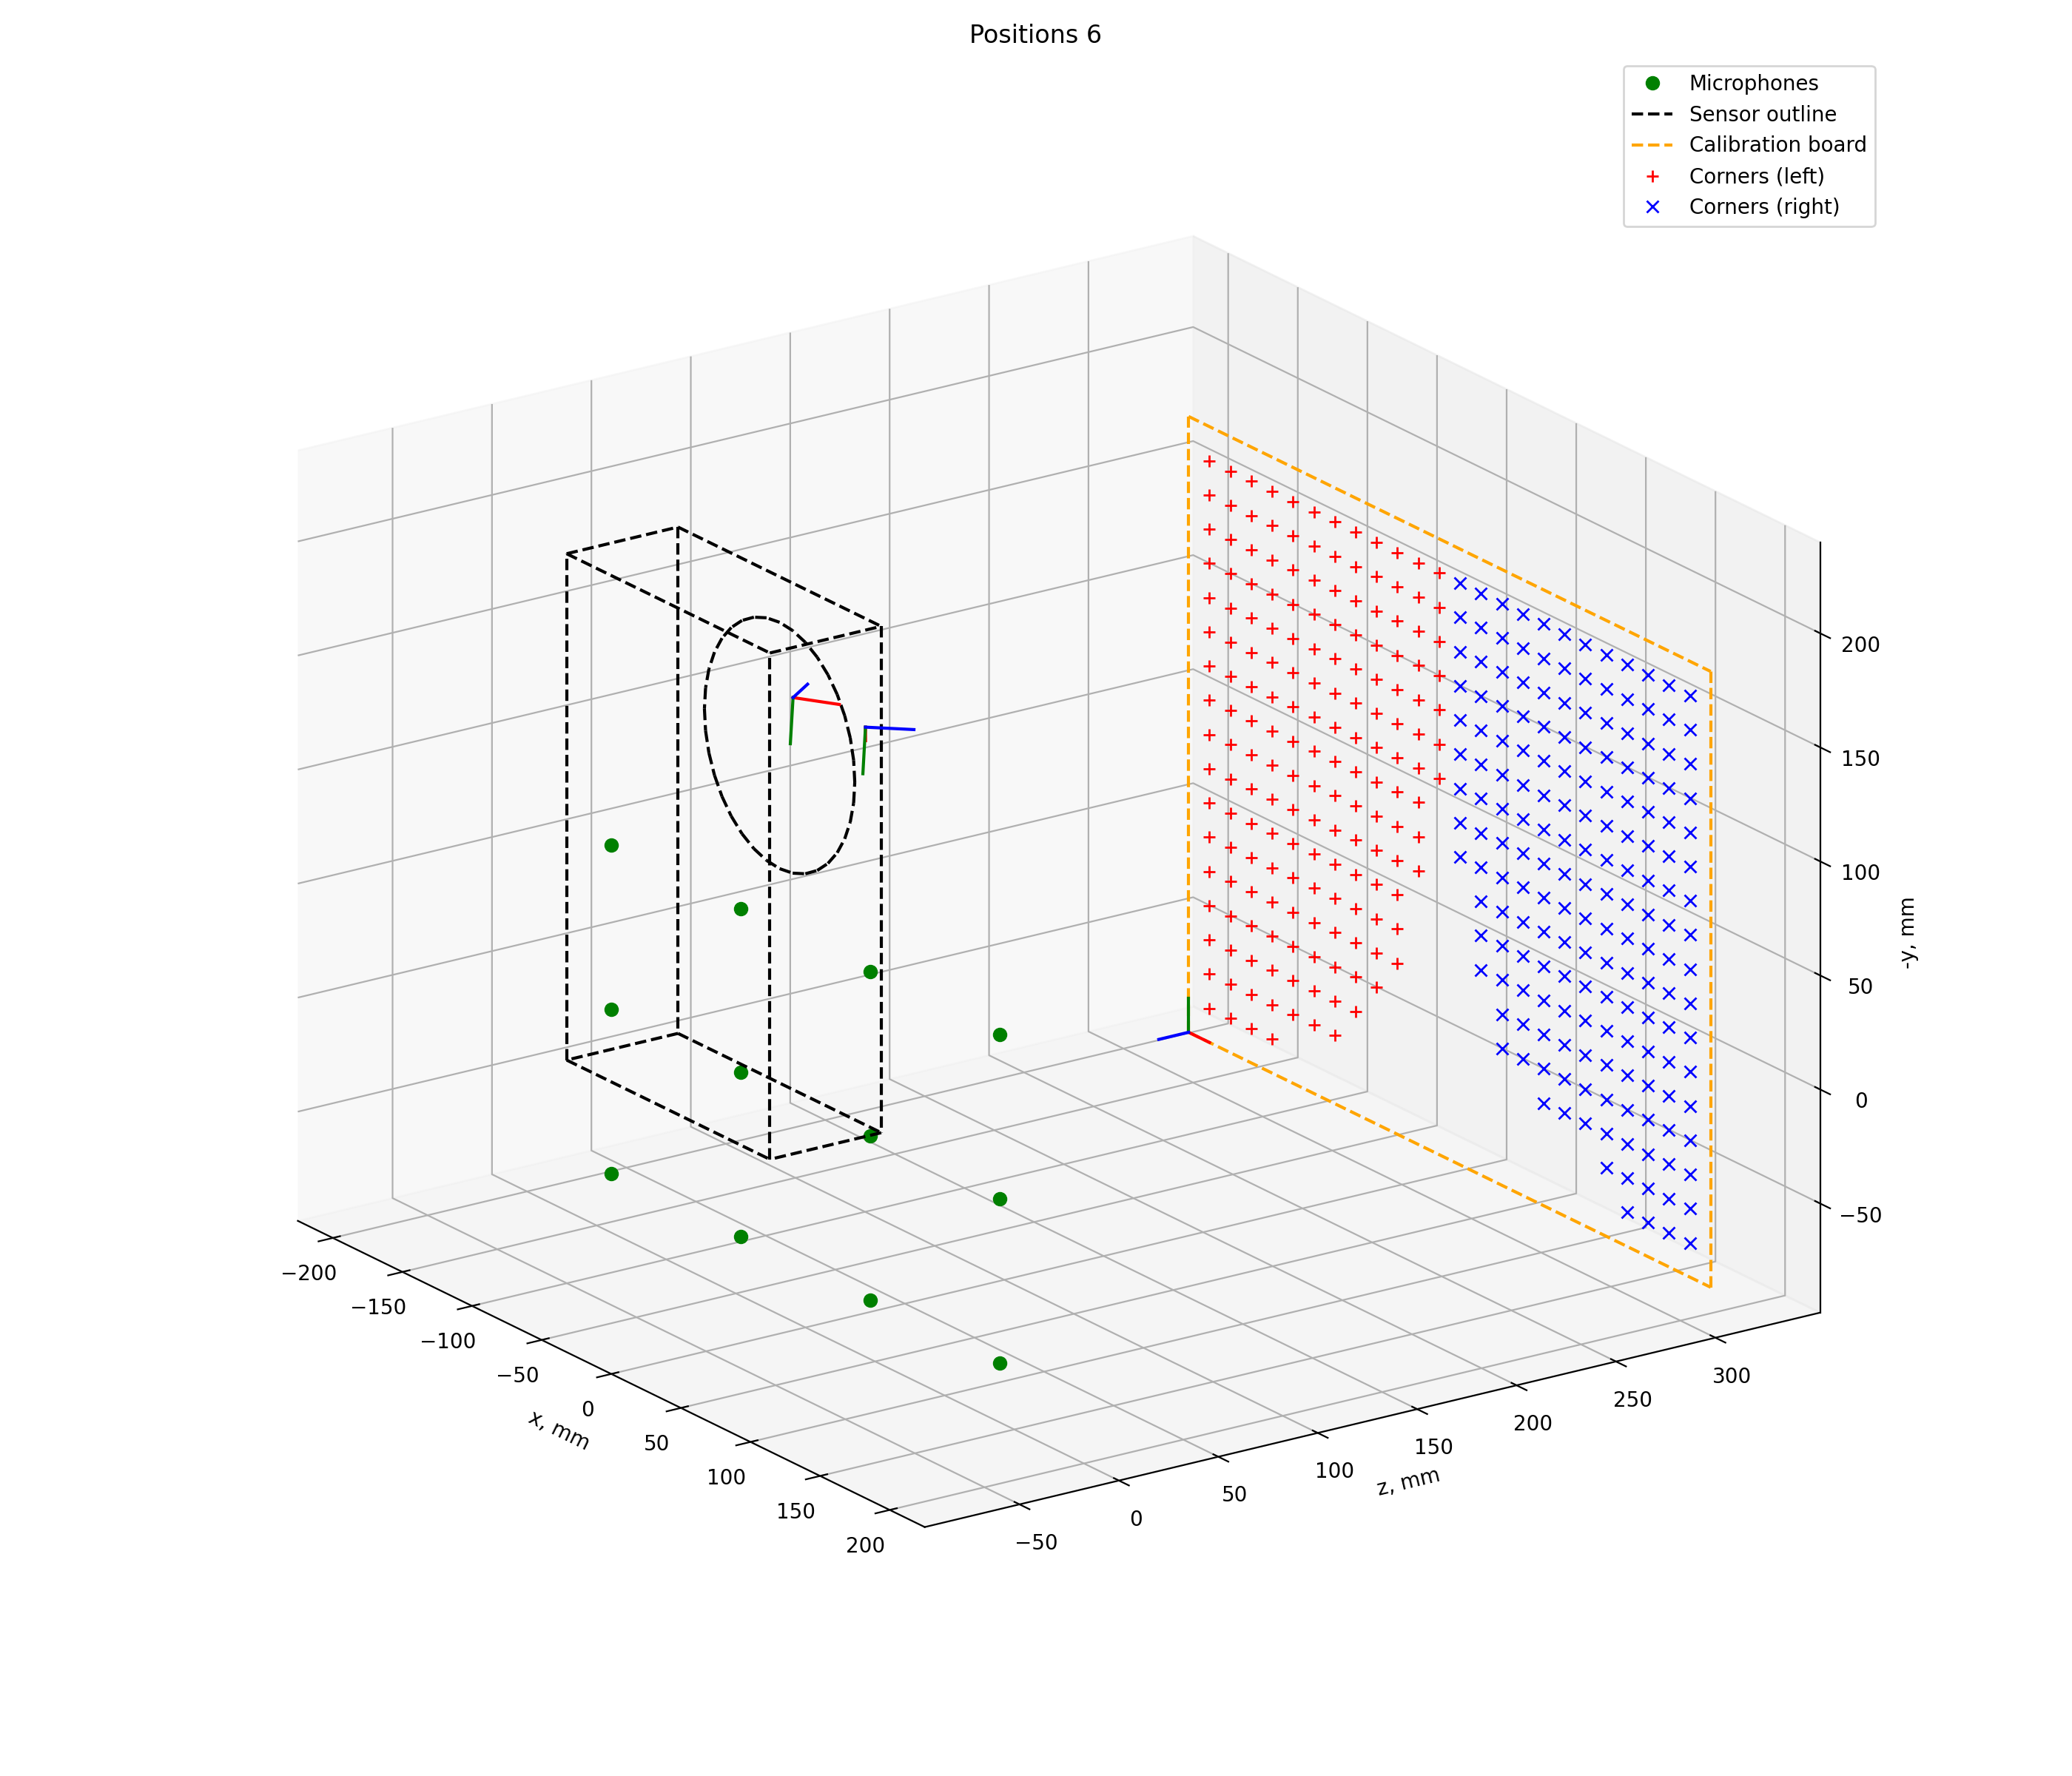 Positions 6
Microphones
Sensor outline
Calibration board
Corners (left)
Corners (right)
200
150
100
50
0
−50
-y, mm
−200
−150
−100
−50
0
50
100
150
200
x, mm
−50
0
50
100
150
200
250
300
z, mm